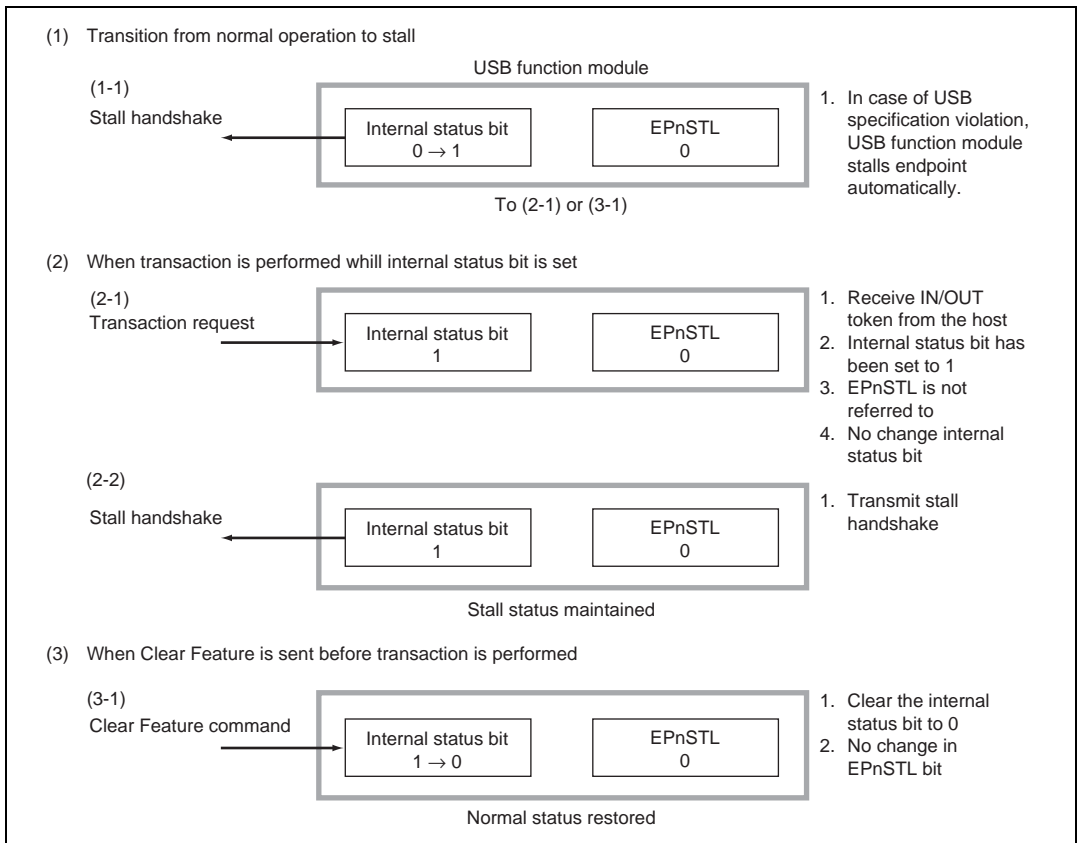 (1) Transition from normal operation to stall
USB function module
(1-1)
Stall handshake
Internal status bit
0 → 1
EPnSTL
0
1. In case of USB
specification violation,
USB function module
stalls endpoint
automatically.
To (2-1) or (3-1)
(2) When transaction is performed whill internal status bit is set
(2-1)
Transaction request
Internal status bit
1
EPnSTL
0
1. Receive IN/OUT
token from the host
2. Internal status bit has
been set to 1
3. EPnSTL is not
referred to
4. No change internal
status bit
(2-2)
Stall handshake
Internal status bit
1
EPnSTL
0
1. Transmit stall
handshake
Stall status maintained
(3) When Clear Feature is sent before transaction is performed
(3-1)
Clear Feature command
Internal status bit
1 → 0
EPnSTL
0
1. Clear the internal
status bit to 0
2. No change in
EPnSTL bit
Normal status restored